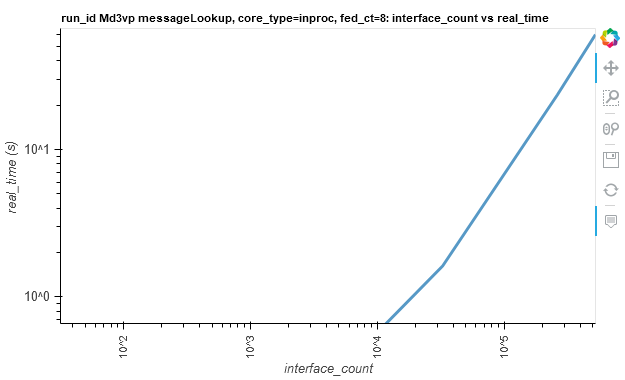 run_id Md3vp messageLookup, core_type=inproc, fed_ct=8: interface_count vs real_time
real_time (s)
10^1
10^0
10^2
10^3
10^4
10^5
interface_count